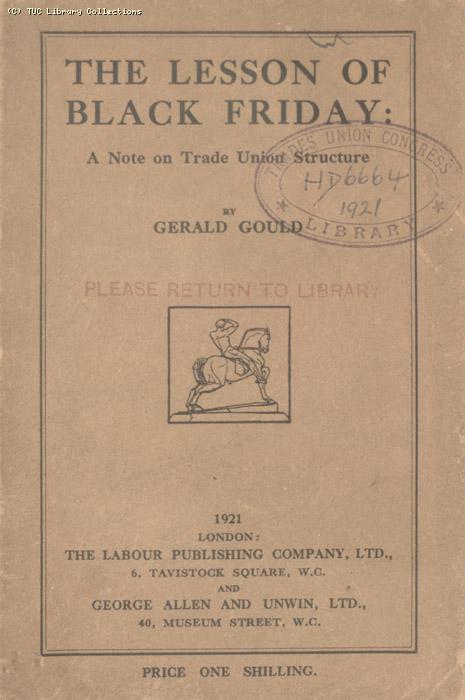 (C) TUC Library Collections
THE LESSON OF
BLACK FRIDAY:
A Note on Trade Union Structure
TRADES UNION CONGRESS
HD6664
1921
LIBRARY
BY
GERALD GOULD
PLEASE RETURN TO LIBRARY
1921
LONDON:
THE LABOUR PUBLISHING COMPANY, LTD.,
6, TAVISTOCK SQUARE, W.C.
AND
GEORGE ALLEN AND UNWIN, LTD.,
40, MUSEUM STREET, W.C.
PRICE ONE SHILLING.